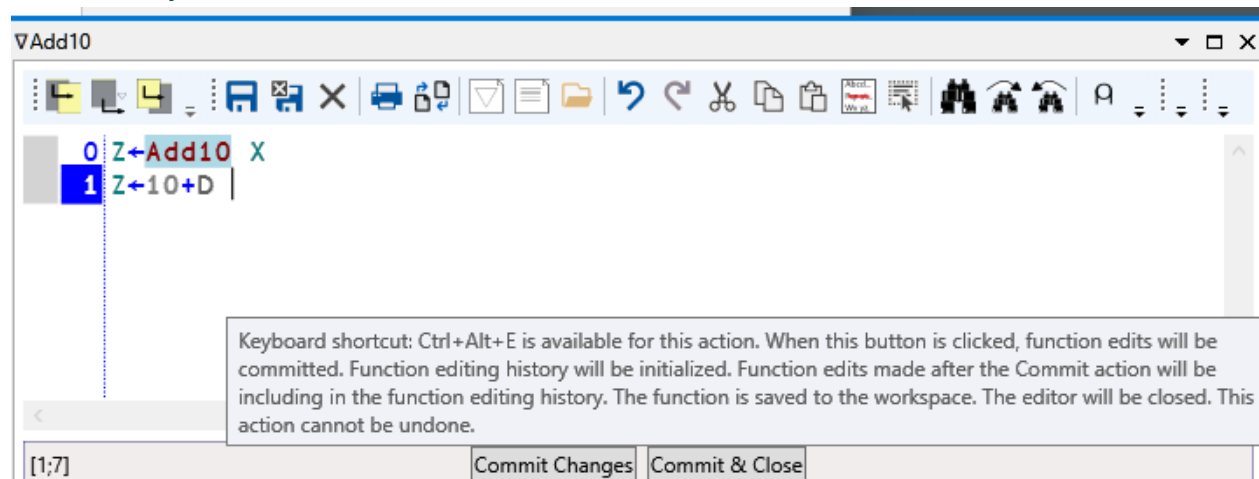 ∇Add10
0 Z←Add10 X
1 Z←10+D
Keyboard shortcut: Ctrl+Alt+E is available for this action. When this button is clicked, function edits will be
committed. Function editing history will be initialized. Function edits made after the Commit action will be
including in the function editing history. The function is saved to the workspace. The editor will be closed. This
action cannot be undone.
[1;7] Commit Changes Commit & Close